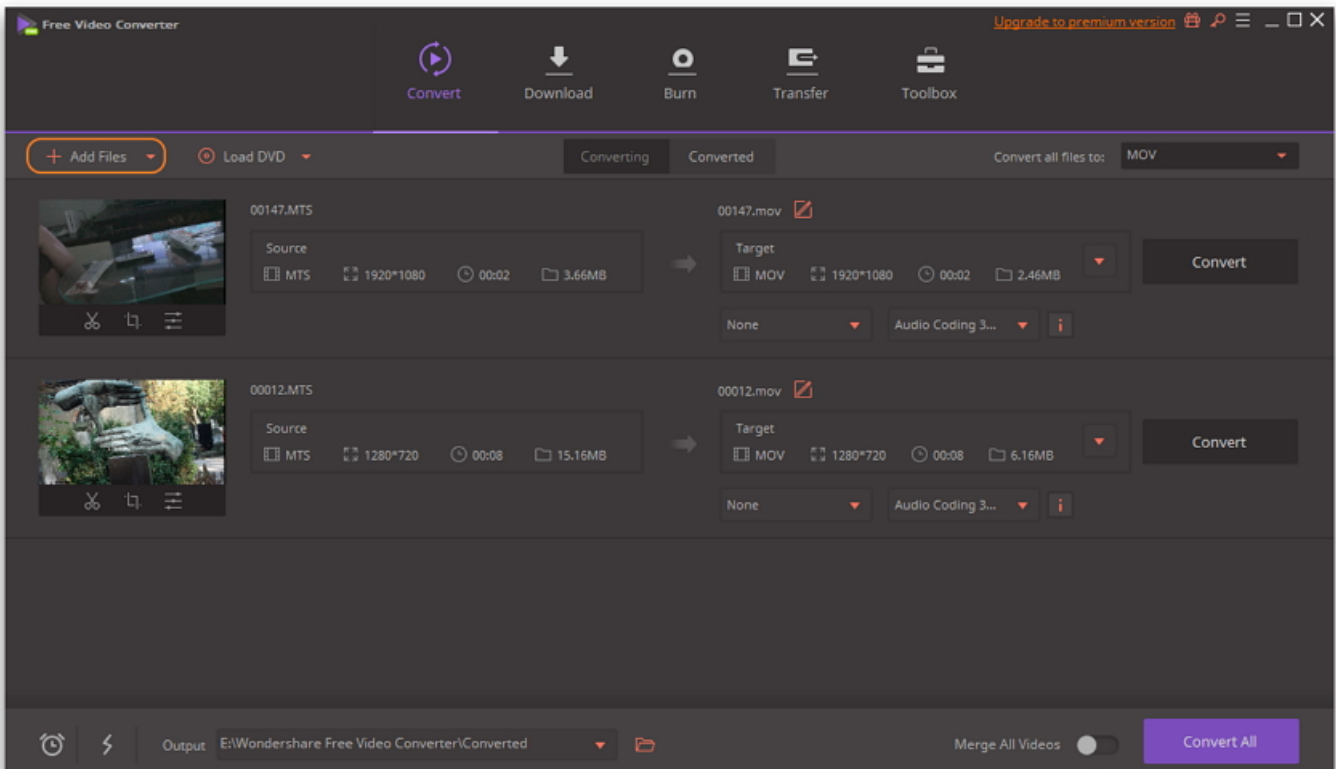 Free Video Converter
Upgrade to premium version
Convert
Download
Burn
Transfer
Toolbox
Add Files
Load DVD
Converting
Converted
Convert all files to:
MOV
00147.MTS
00147.mov
Source
MTS 1920*1080 00:02 3.66MB
Target
MOV 1920*1080 00:02 2.46MB
Convert
None
Audio Coding 3...
00012.MTS
00012.mov
Source
MTS 1280*720 00:08 15.16MB
Target
MOV 1280*720 00:08 6.16MB
Convert
None
Audio Coding 3...
Output
E:\Wondershare Free Video Converter\Converted
Merge All Videos
Convert All